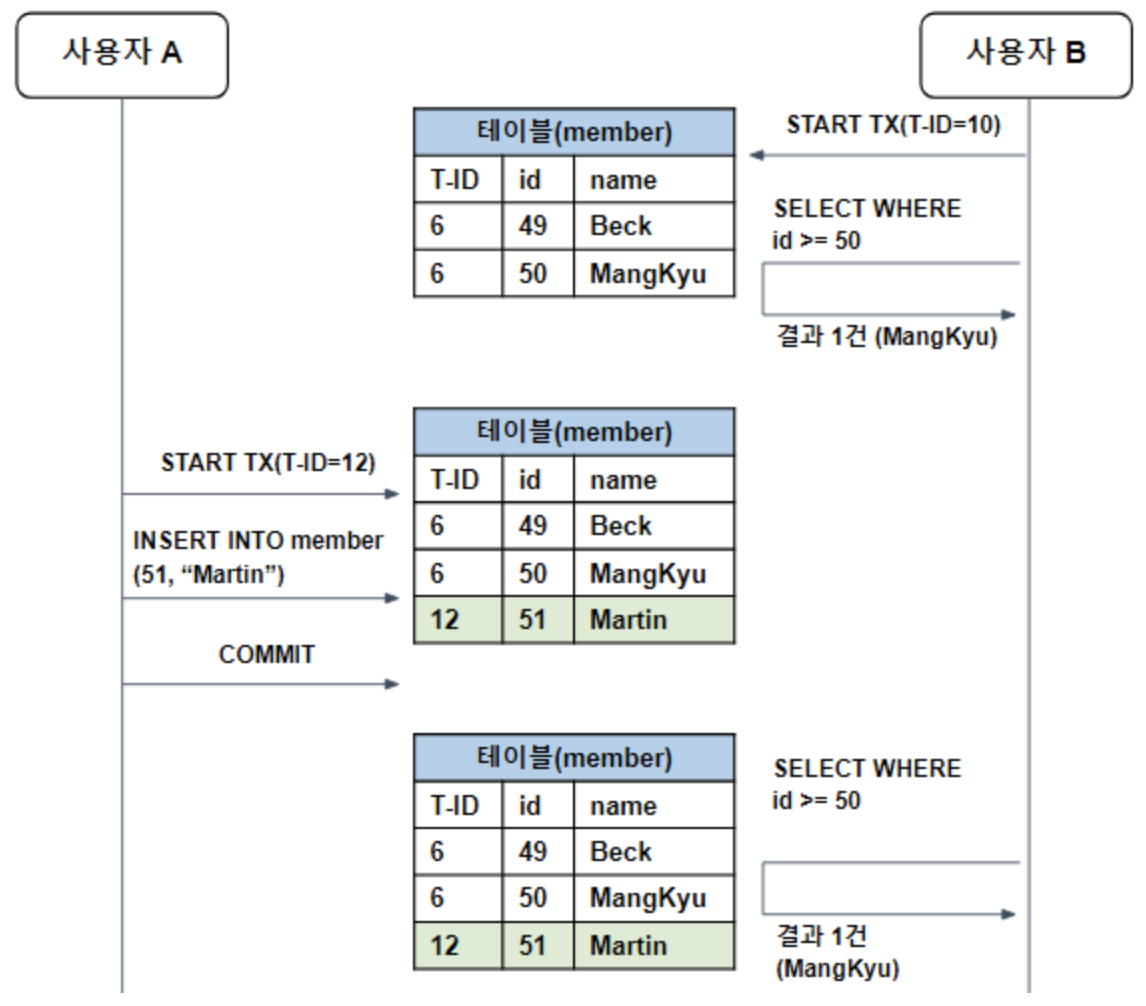 사용자 A
사용자 B
테이블(member)
T-ID id name
6 49 Beck
6 50 MangKyu
START TX(T-ID=10)
SELECT WHERE
id >= 50
결과 1건 (MangKyu)
START TX(T-ID=12)
INSERT INTO member
(51, “Martin”)
COMMIT
테이블(member)
T-ID id name
6 49 Beck
6 50 MangKyu
12 51 Martin
테이블(member)
T-ID id name
6 49 Beck
6 50 MangKyu
12 51 Martin
SELECT WHERE
id >= 50
결과 1건
(MangKyu)